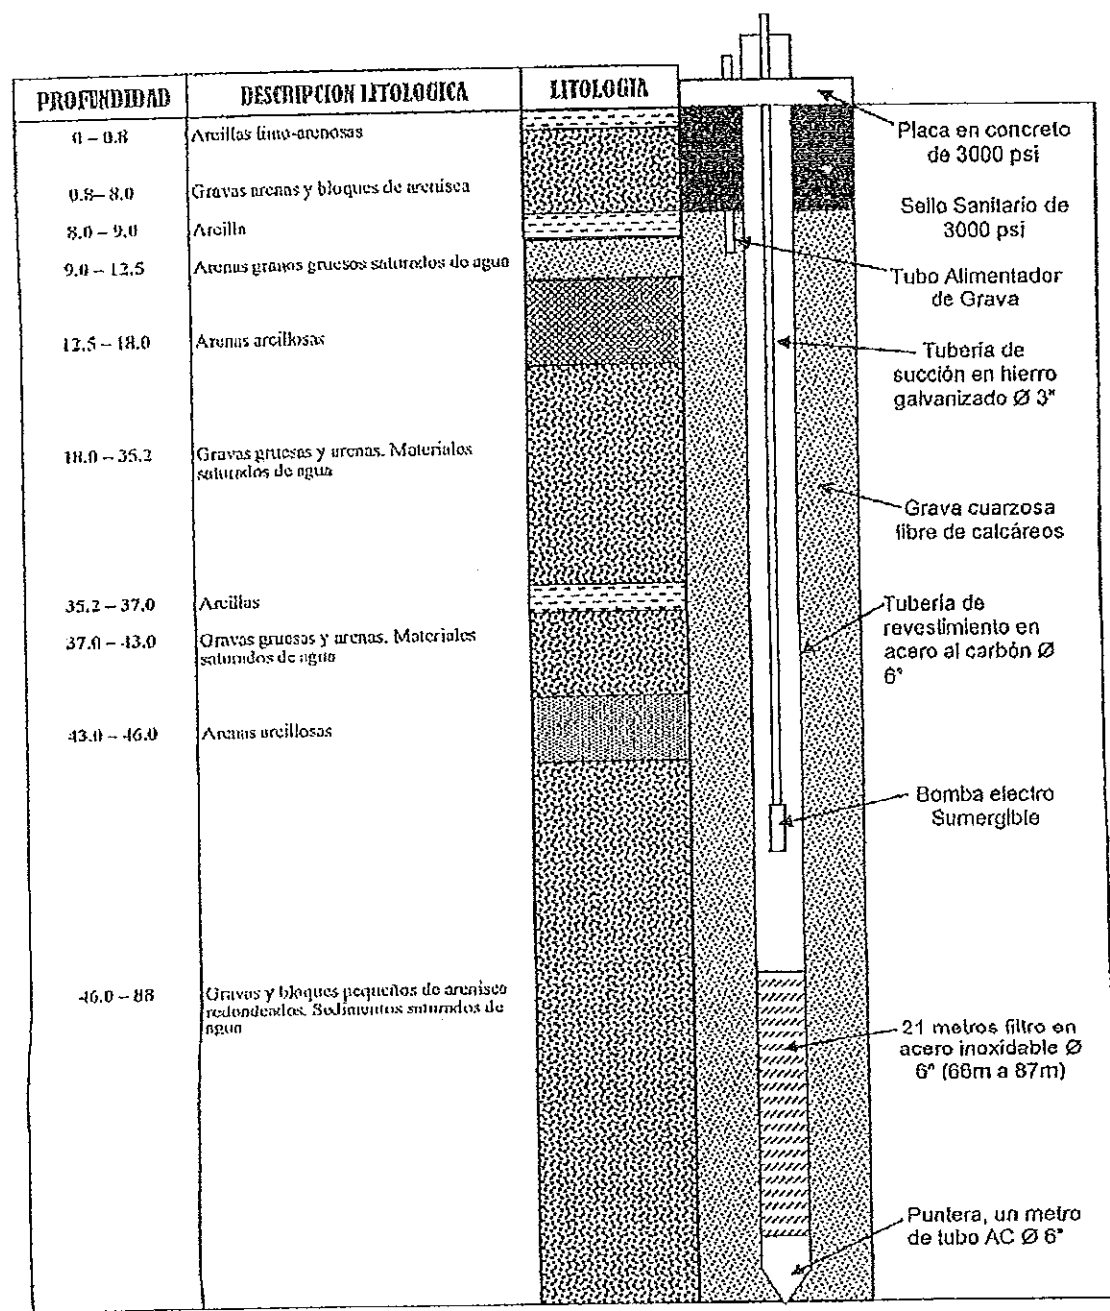 PROFUNDIDAD DESCRIPCION LITOLOGICA LITOLOGIA
0 – 0.8 Arcillas limo-arenosas
0.8– 8.0 Gravas arenas y bloques de arenisca
8.0 – 9.0 Arcilla
9.0 – 12.5 Arenas granos gruesos saturados de agua
12.5 – 18.0 Arenas arcillosas
18.0 – 35.2 Gravas gruesas y arenas. Materiales
saturados de agua
35.2 – 37.0 Arcillas
37.0 – 43.0 Gravas gruesas y arenas. Materiales
saturados de agua
43.0 – 46.0 Arenas arcillosas
46.0 – 88 Gravas y bloques pequeños de arenisca
redondeados. Sedimentos saturados de
agua
Placa en concreto
de 3000 psi
Sello Sanitario de
3000 psi
Tubo Alimentador
de Grava
Tubería de
succión en hierro
galvanizado Ø 3"
Grava cuarzosa
libre de calcáreos
Tubería de
revestimiento en
acero al carbón Ø
6"
Bomba electro
Sumergible
21 metros filtro en
acero inoxidable Ø
6" (66m a 87m)
Puntera, un metro
de tubo AC Ø 6"